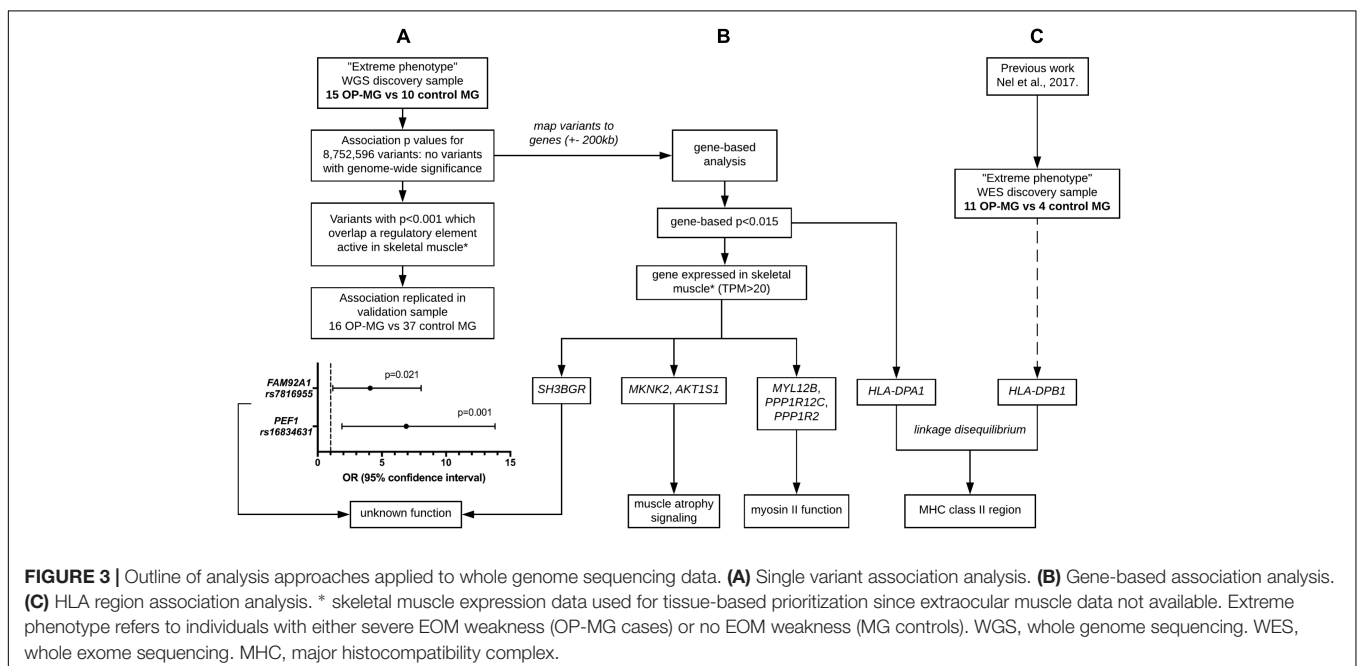 A
"Extreme phenotype"
WGS discovery sample
15 OP-MG vs 10 control MG
Association p values for
8,752,596 variants: no variants
with genome-wide significance
Variants with p<0.001 which
overlap a regulatory element
active in skeletal muscle*
Association replicated in
validation sample
16 OP-MG vs 37 control MG
FAM92A1
rs7816955
p=0.021
PEF1
rs16834631
p=0.001
0 5 10 15
OR (95% confidence interval)
unknown function
B
map variants to
genes (+- 200kb)
gene-based
analysis
gene-based p<0.015
gene expressed in skeletal
muscle* (TPM>20)
SH3BGR
MKNK2, AKT1S1
MYL12B,
PPP1R12C,
PPP1R2
muscle atrophy
signaling
myosin II function
C
Previous work
Nel et al., 2017.
"Extreme phenotype"
WES discovery sample
11 OP-MG vs 4 control MG
HLA-DPA1
HLA-DPB1
linkage disequilibrium
MHC class II region
FIGURE 3 | Outline of analysis approaches applied to whole genome sequencing data. (A) Single variant association analysis. (B) Gene-based association analysis.
(C) HLA region association analysis. * skeletal muscle expression data used for tissue-based prioritization since extraocular muscle data not available. Extreme
phenotype refers to individuals with either severe EOM weakness (OP-MG cases) or no EOM weakness (MG controls). WGS, whole genome sequencing. WES,
whole exome sequencing. MHC, major histocompatibility complex.